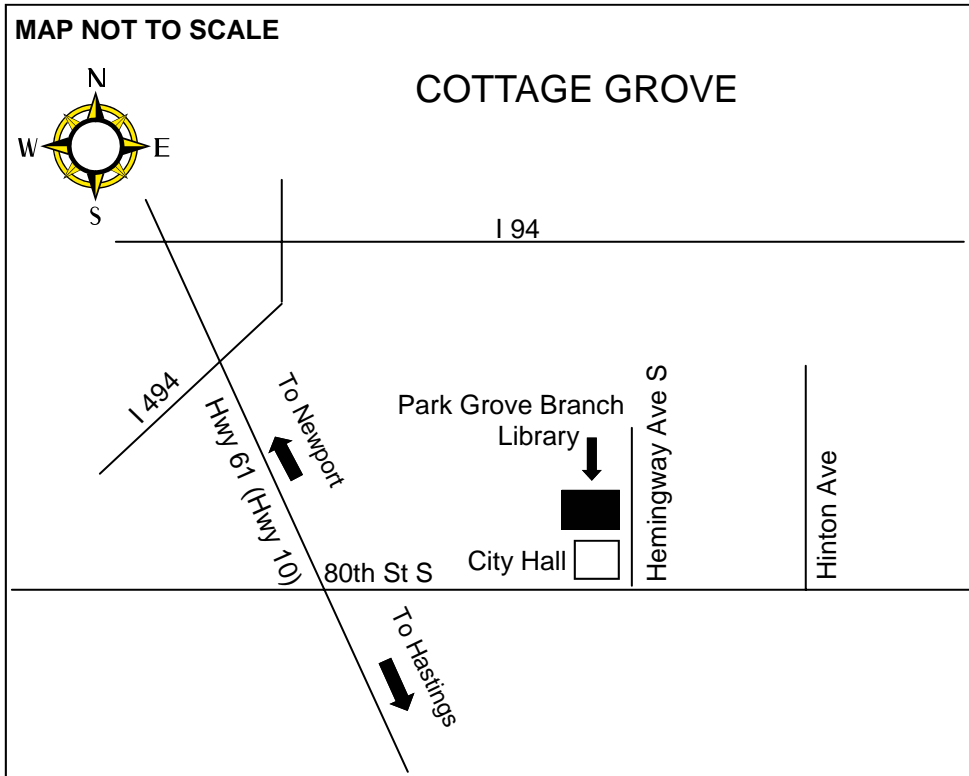 MAP NOT TO SCALE
N
COTTAGE GROVE
W
E
S
I 94
I 494
Hwy 61 (Hwy 10)
To Newport
Park Grove Branch
Library
Hemingway Ave S
Hinton Ave
City Hall
80th St S
To Hastings